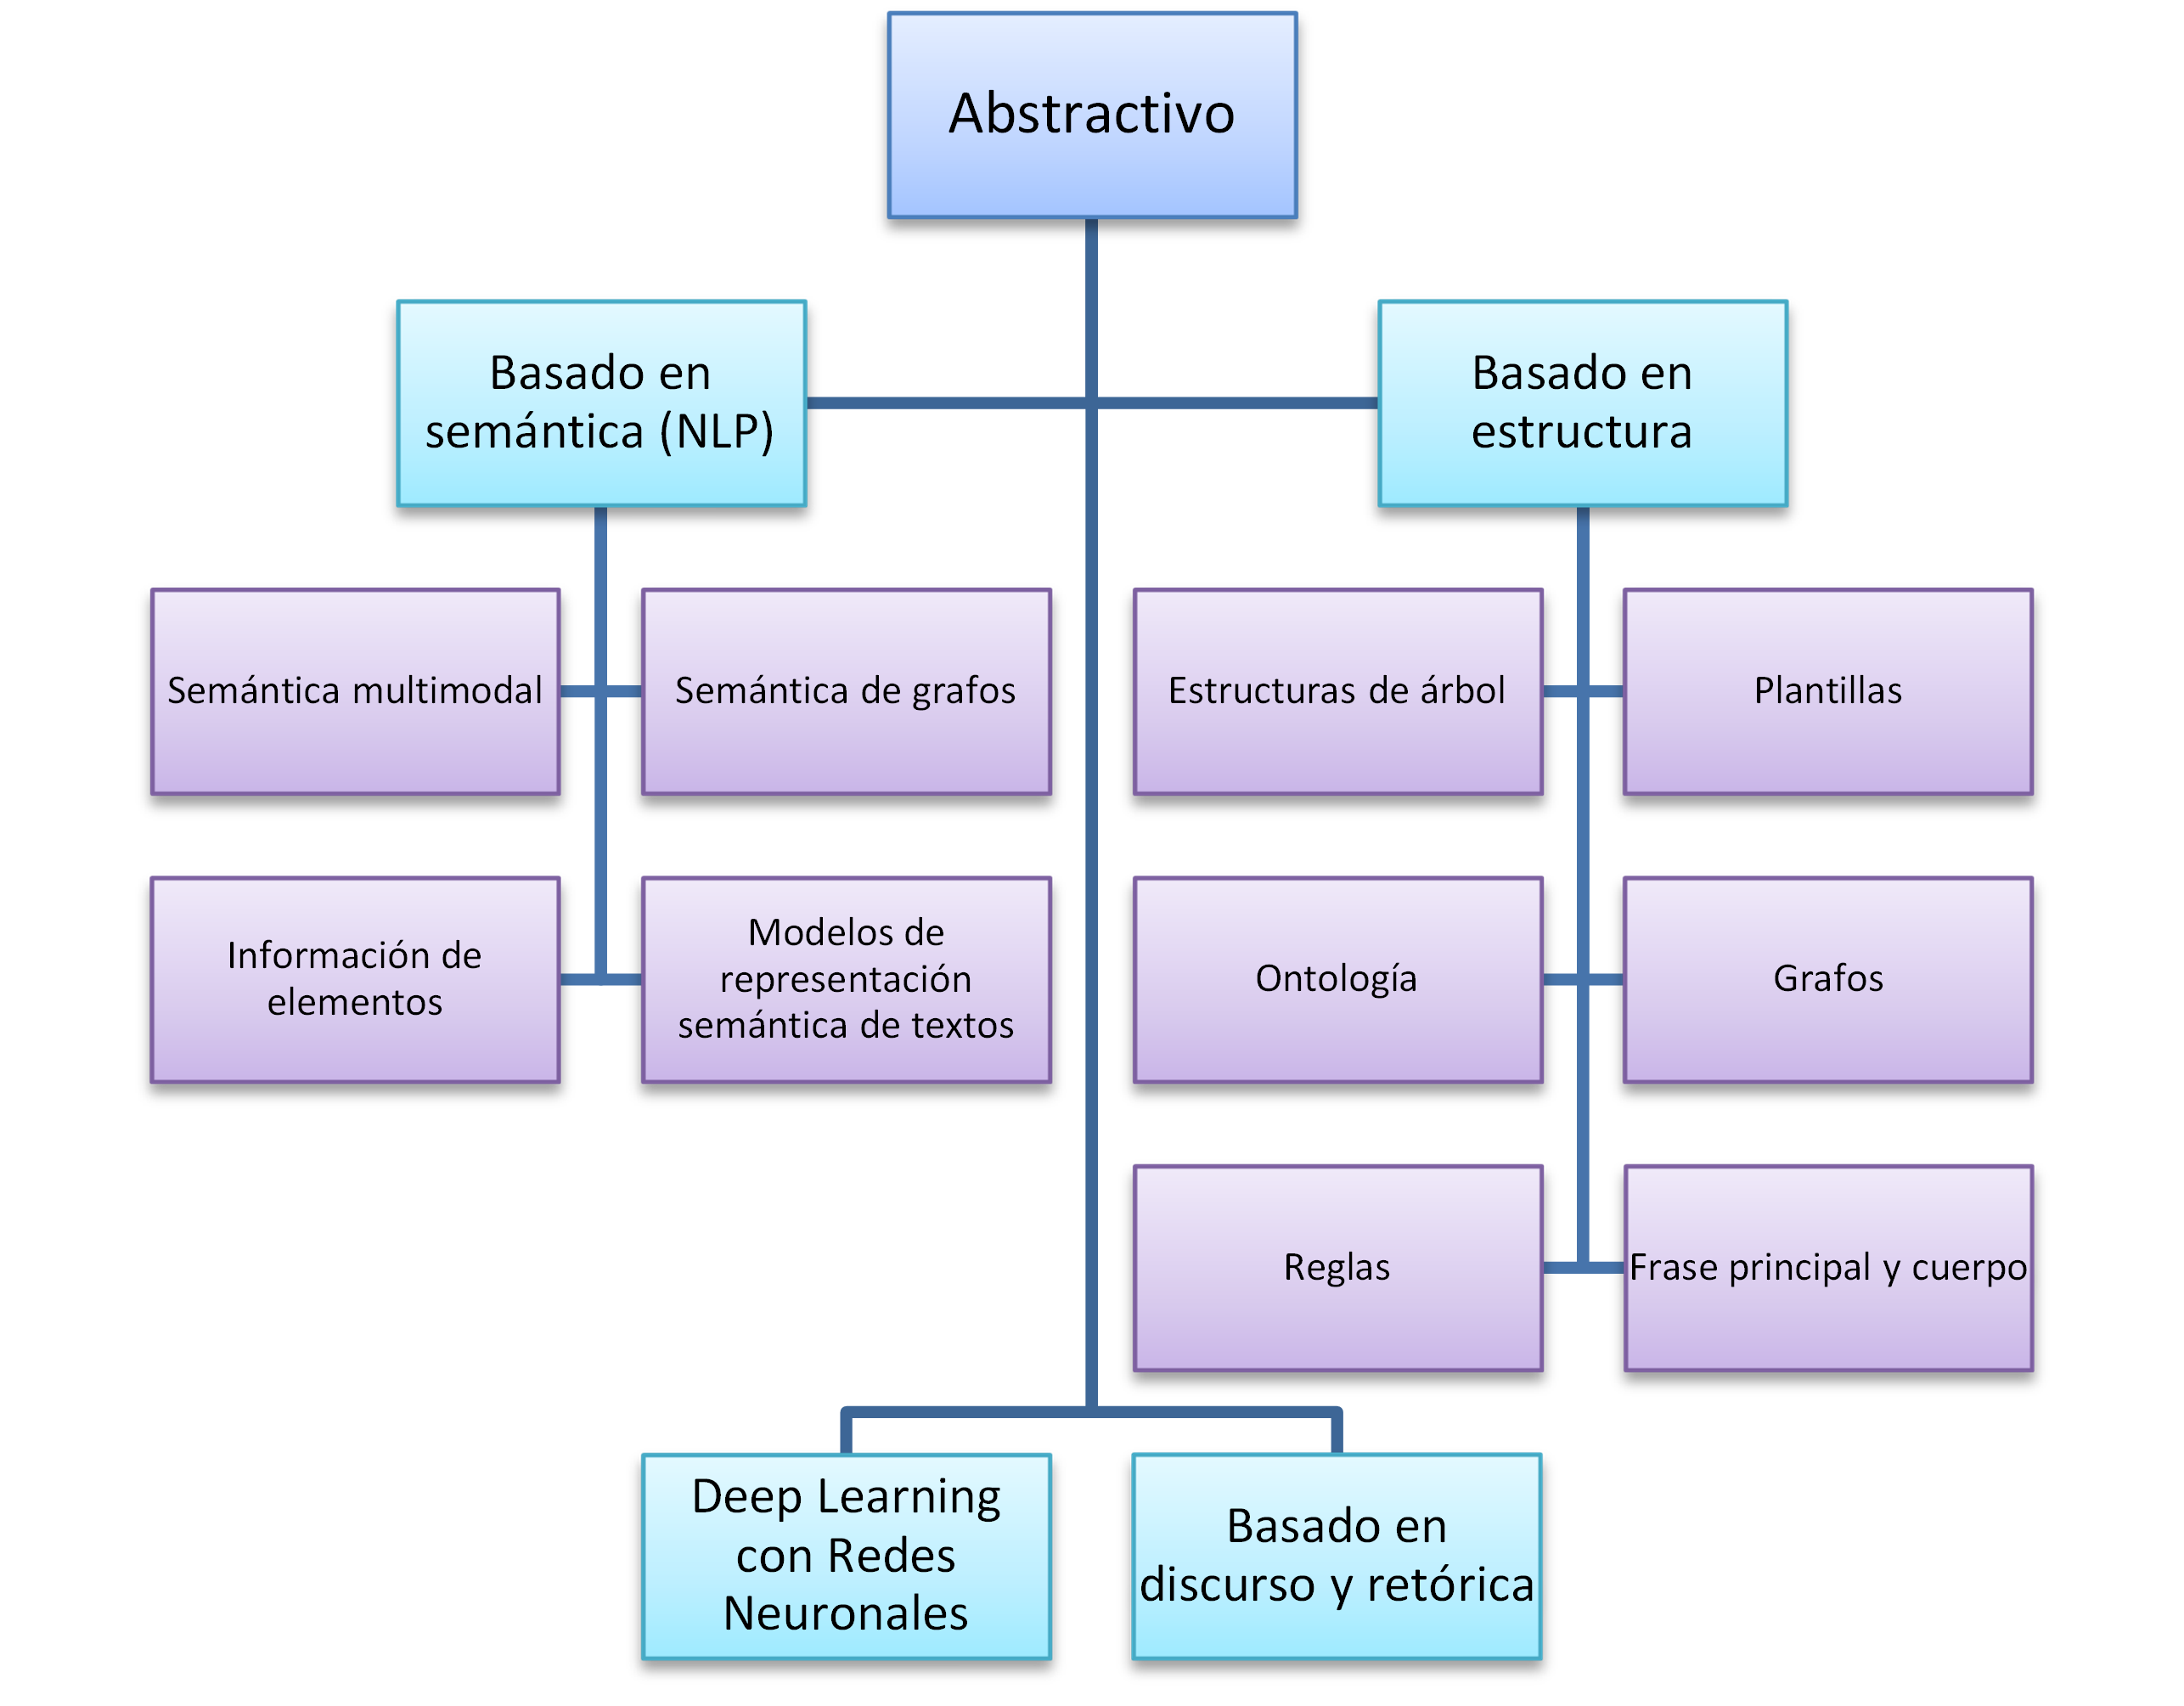 Abstractivo
Basado en
semántica (NLP)
Basado en
estructura
Semántica multimodal
Semántica de grafos
Estructuras de árbol
Plantillas
Información de
elementos
Modelos de
representación
semántica de textos
Ontología
Grafos
Reglas
Frase principal y cuerpo
Deep Learning
con Redes
Neuronales
Basado en
discurso y retórica